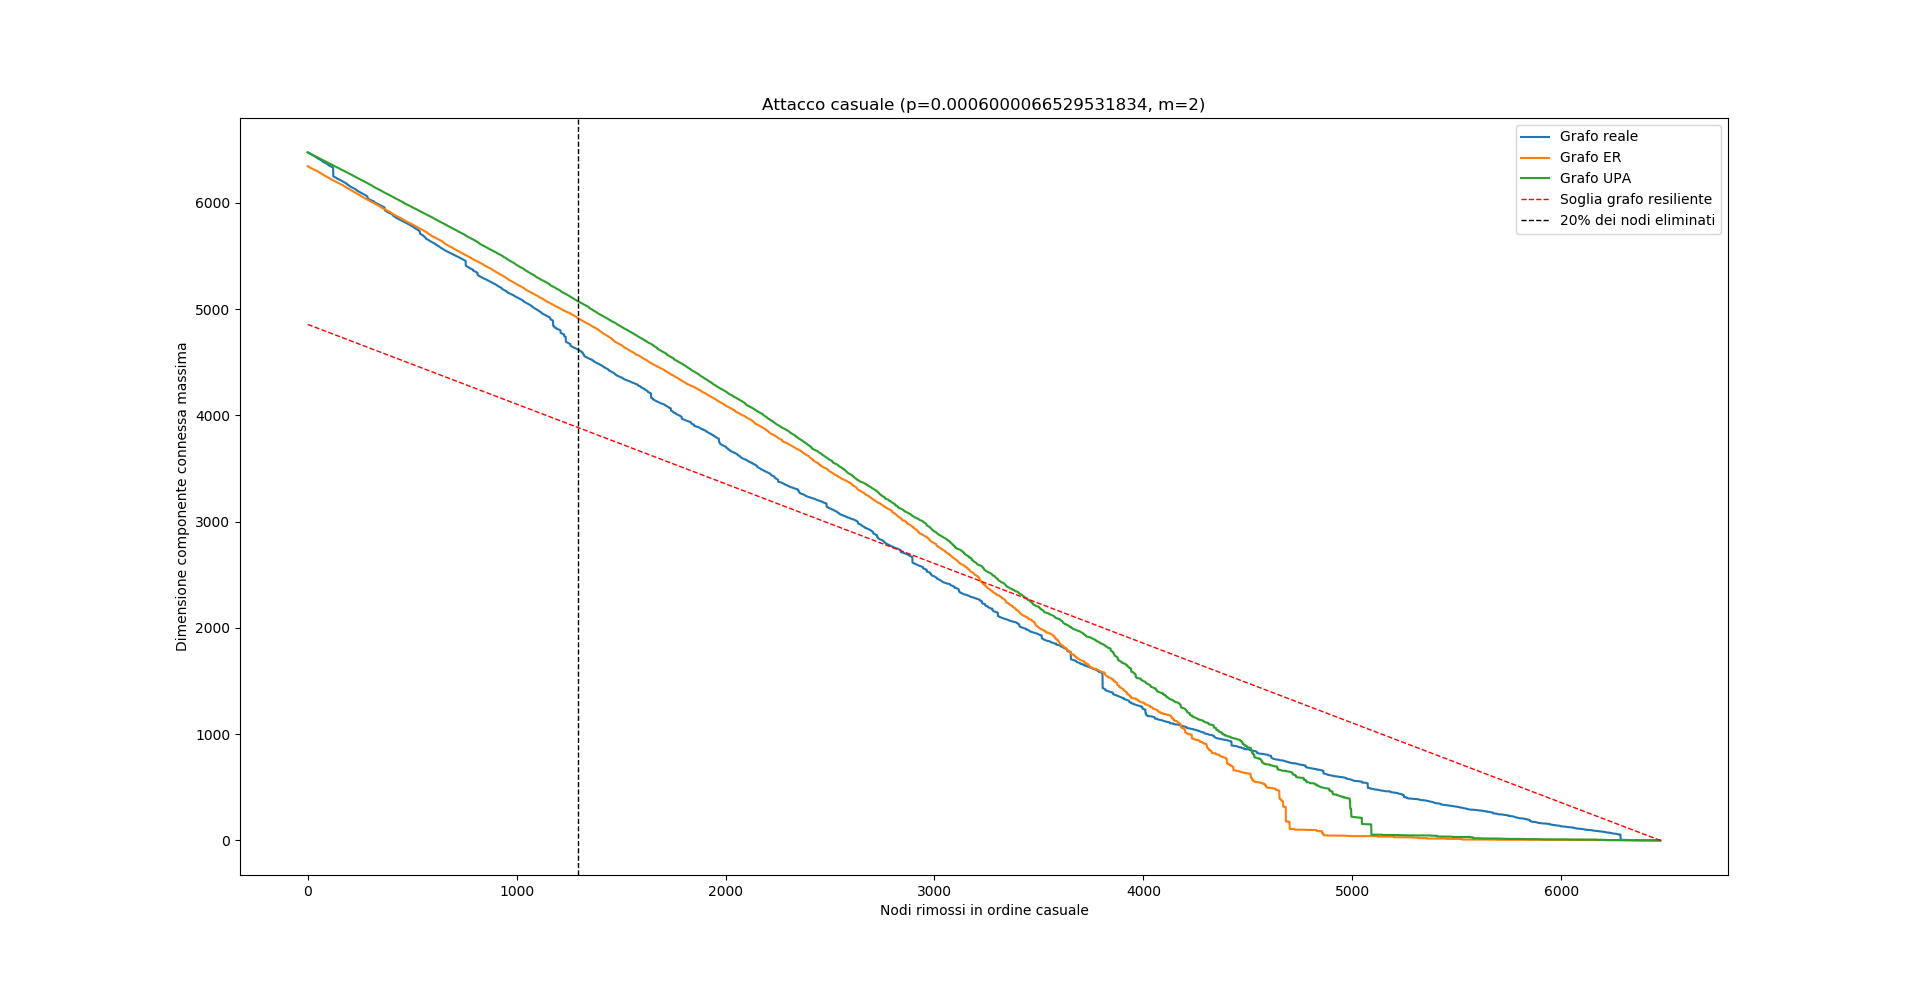 Attacco casuale (p=0.0006000066529531834, m=2)
Grafo reale
Grafo ER
Grafo UPA
Soglia grafo resiliente
20% dei nodi eliminati
Dimensione componente connessa massima
6000
5000
4000
3000
2000
1000
0
0 1000 2000 3000 4000 5000 6000
Nodi rimossi in ordine casuale